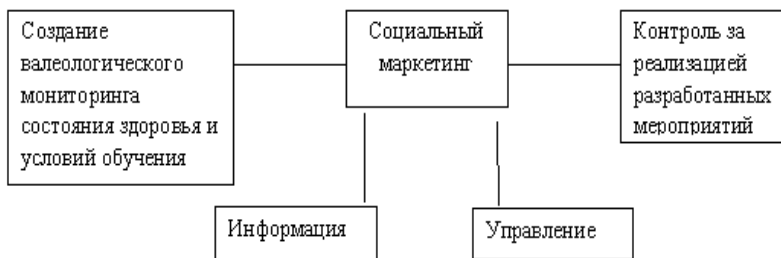 Создание
валеологического
мониторинга
состояния здоровья и
условий обучения
Социальный
маркетинг
Контроль за
реализацией
разработанных
мероприятий
Информация
Управление